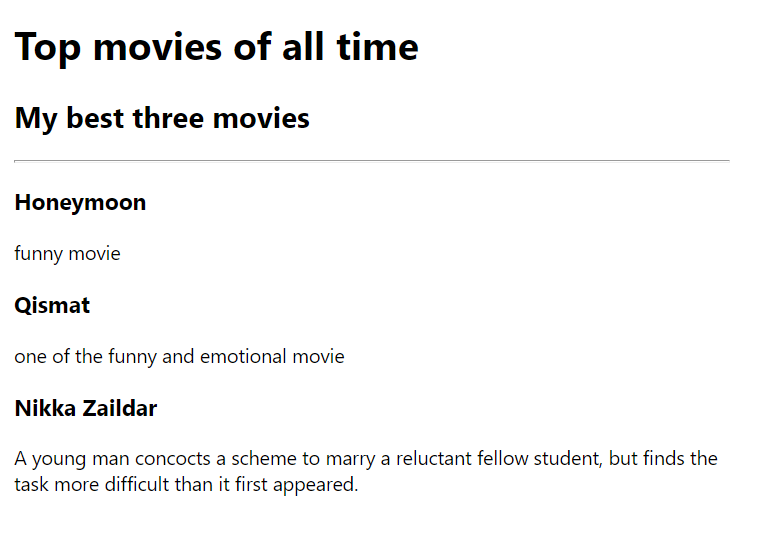 Top movies of all time
My best three movies
Honeymoon
funny movie
Qismat
one of the funny and emotional movie
Nikka Zaildar
A young man concocts a scheme to marry a reluctant fellow student, but finds the
task more difficult than it first appeared.